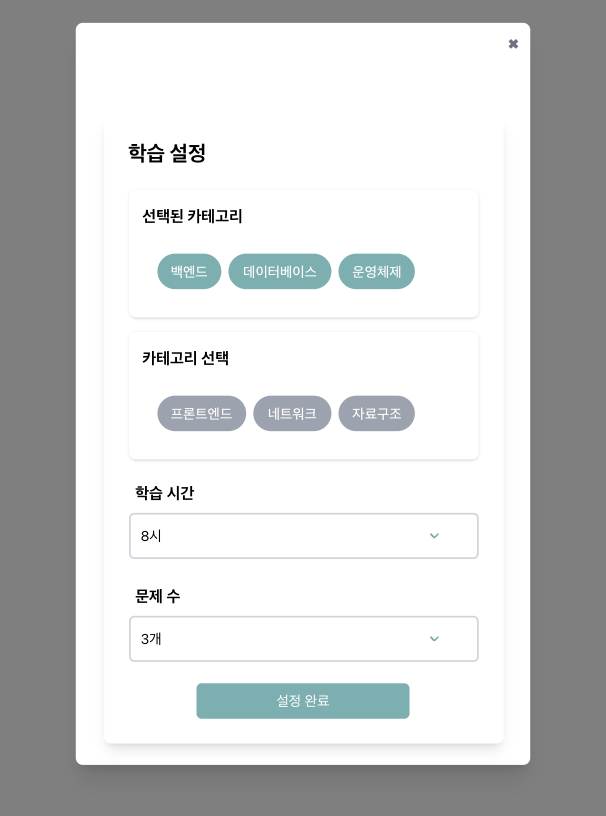 ✖
학습 설정
선택된 카테고리
백엔드 데이터베이스 운영체제
카테고리 선택
프론트엔드 네트워크 자료구조
학습 시간
8시
문제 수
3개
설정 완료